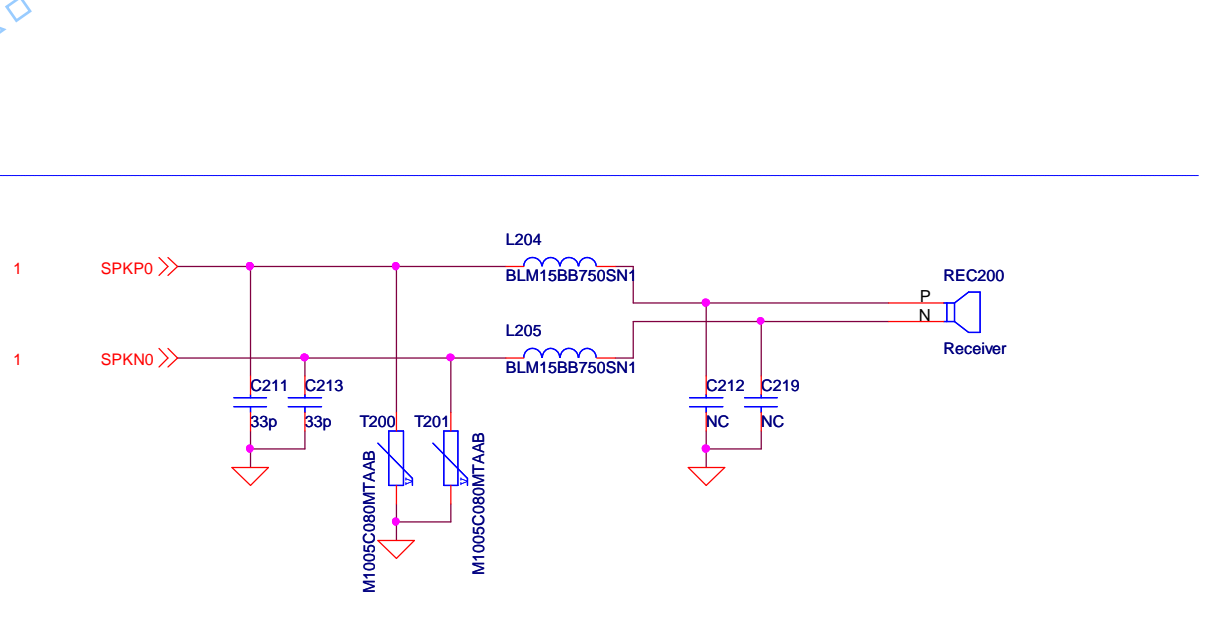 L204
1 SPKP0
BLM15BB750SN1
REC200
P
N
L205
Receiver
1 SPKN0
BLM15BB750SN1
C211 C213
C212 C219
33p 33p
T200 T201
NC NC
M1005C080MTAAB
M1005C080MTAAB